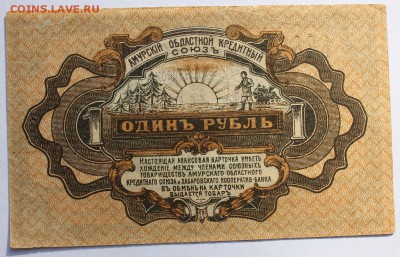 COINS.LAVE.RU
АМУРСКІЙ ОБЛАСТНОЙ КРЕДИТНЫЙ
СОЮЗЪ
1 ОДИНЪ РУБЛЬ 1
НАСТОЯЩАЯ АВАНСОВАЯ КАРТОЧКА ИМѢЕТЪ
ХОЖДЕНІЕ МЕЖДУ ЧЛЕНАМИ СОЮЗНЫХЪ
ТОВАРИЩЕСТВЪ АМУРСКАГО ОБЛАСТНОГО
КРЕДИТНАГО СОЮЗА И ХАБАРОВСКАГО КООПЕРАТИВ-БАНКА
ВЪ ОБМѢНЪ НА КАРТОЧКИ
ВЫДАЕТСЯ ТОВАРЪ